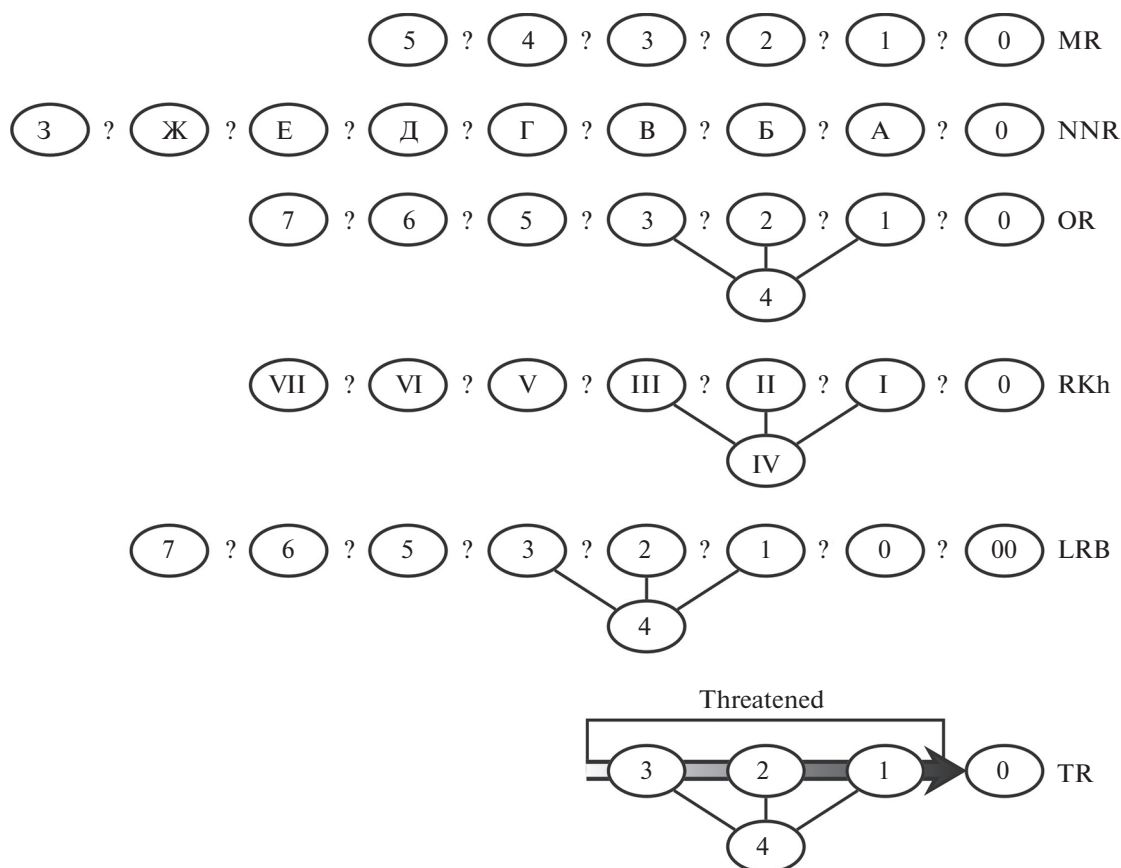 5 ? 4 ? 3 ? 2 ? 1 ? 0 MR
З ? Ж ? Е ? Д ? Г ? В ? Б ? А ? 0 NNR
7 ? 6 ? 5 ? 3 ? 2 ? 1 ? 0 OR
4
VII ? VI ? V ? III ? II ? I ? 0 RKh
IV
7 ? 6 ? 5 ? 3 ? 2 ? 1 ? 0 ? 00 LRB
4
Threatened
3 2 1 0 TR
4